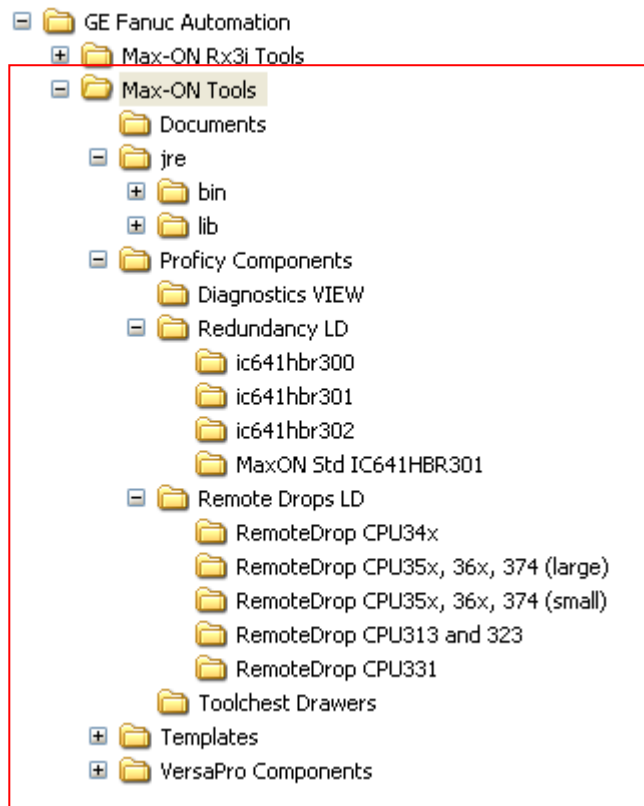 GE Fanuc Automation
Max-ON Rx3i Tools
Max-ON Tools
Documents
jre
bin
lib
Proficy Components
Diagnostics VIEW
Redundancy LD
ic641hbr300
ic641hbr301
ic641hbr302
MaxON Std IC641HBR301
Remote Drops LD
RemoteDrop CPU34x
RemoteDrop CPU35x, 36x, 374 (large)
RemoteDrop CPU35x, 36x, 374 (small)
RemoteDrop CPU313 and 323
RemoteDrop CPU331
Toolchest Drawers
Templates
VersaPro Components